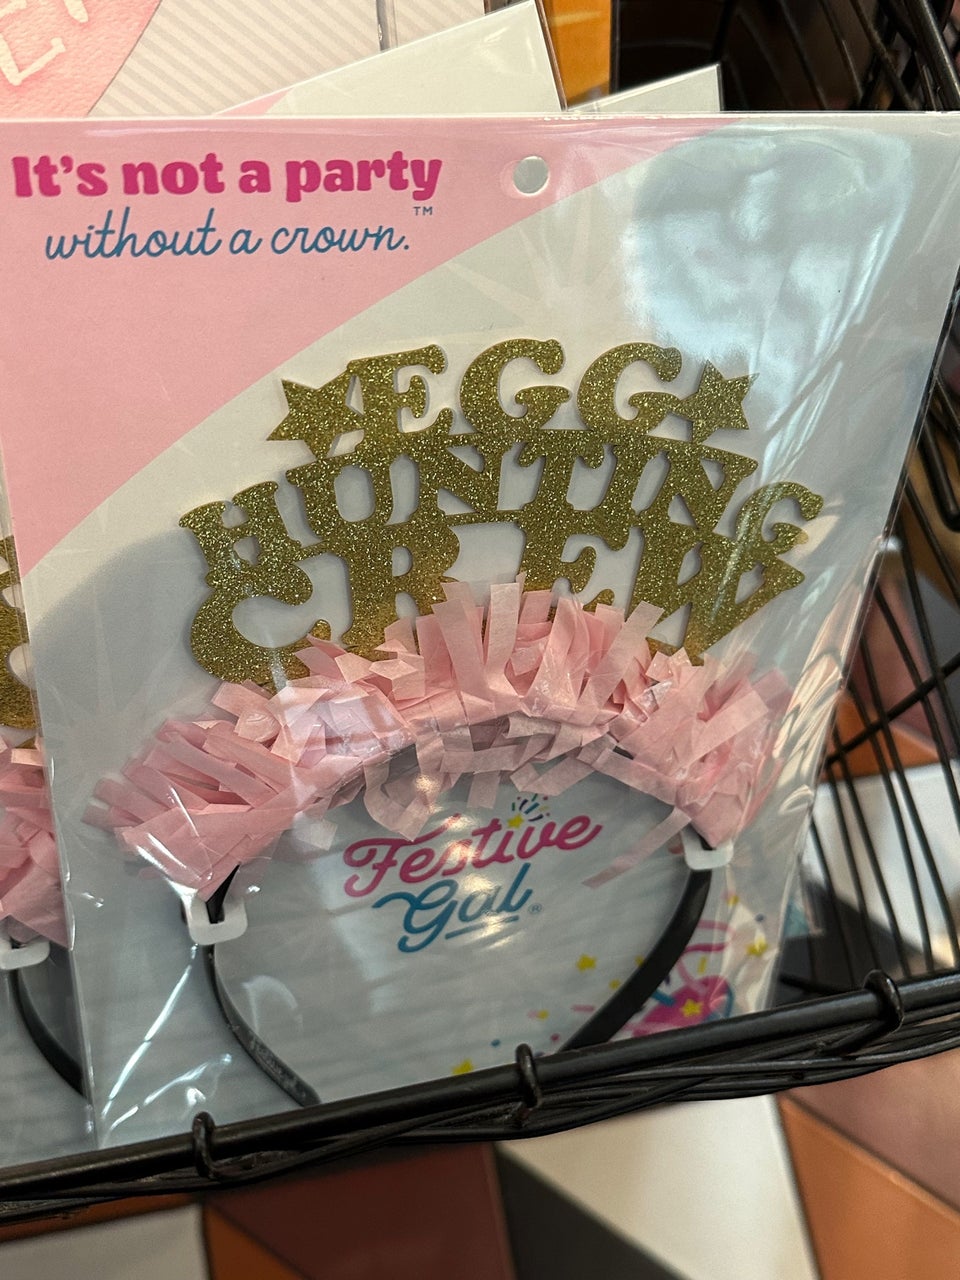 It's not a party
without a crown.™
EGG
HUNTING
CREW
Festive
Gal®